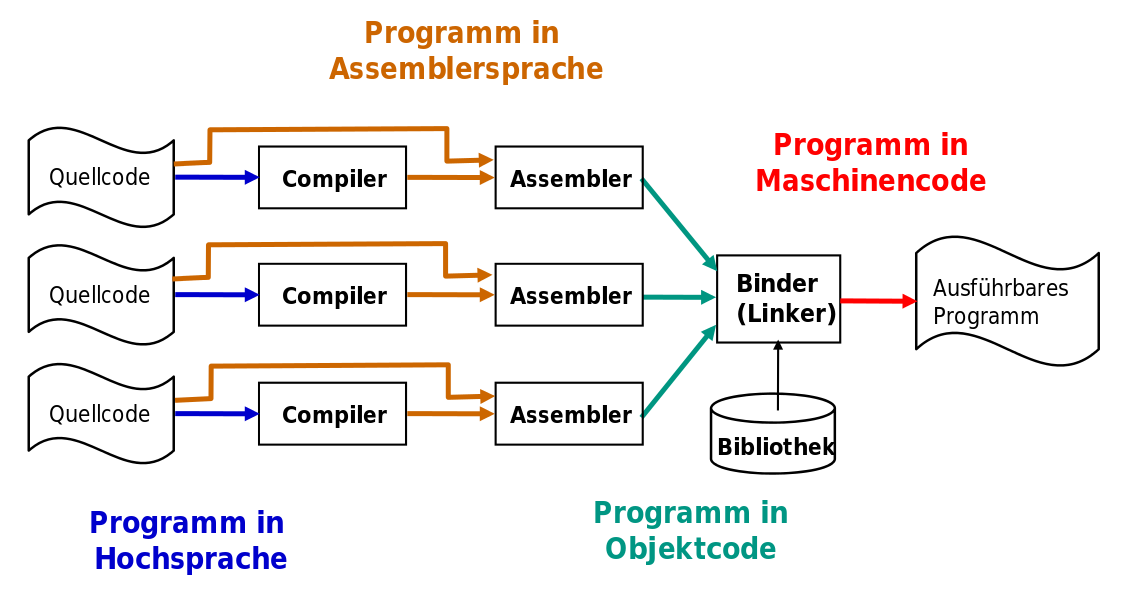 Programm in
Assemblersprache
Programm in
Maschinencode
Quellcode
Compiler
Assembler
Quellcode
Compiler
Assembler
Binder
(Linker)
Ausführbares
Programm
Quellcode
Compiler
Assembler
Bibliothek
Programm in
Hochsprache
Programm in
Objektcode